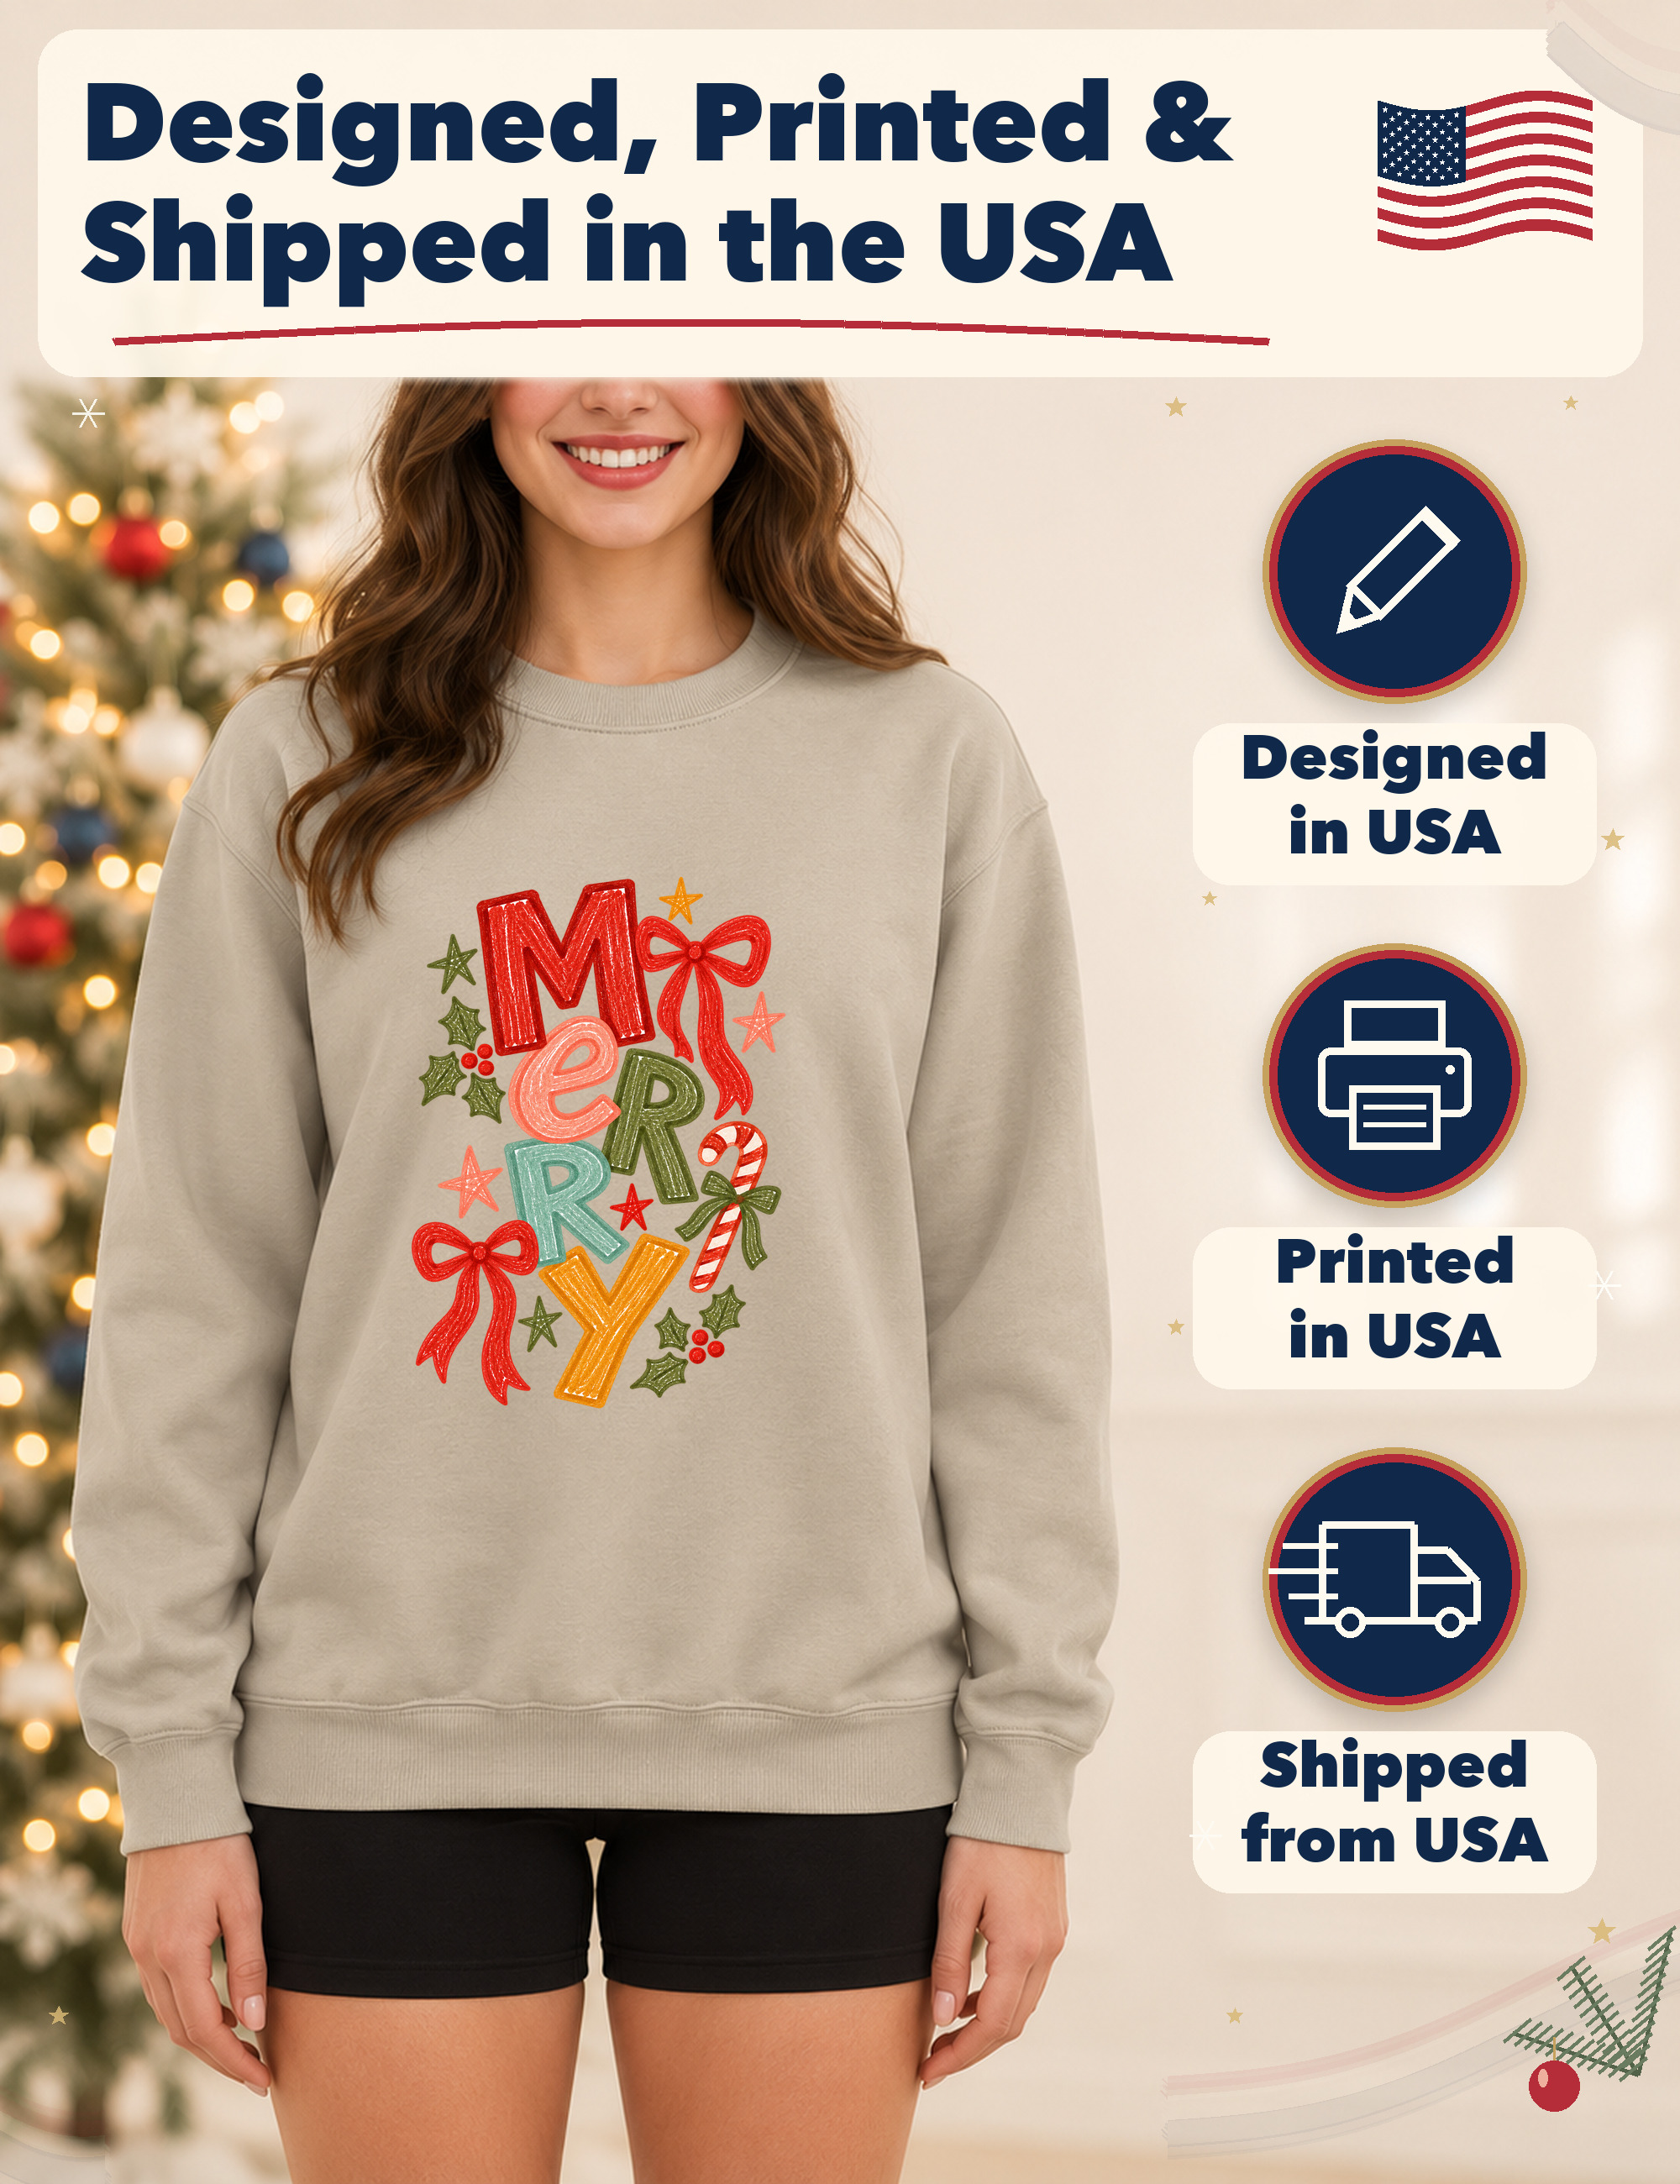 Designed, Printed &
Shipped in the USA
MeRRY
Designed
in USA
Printed
in USA
Shipped
from USA